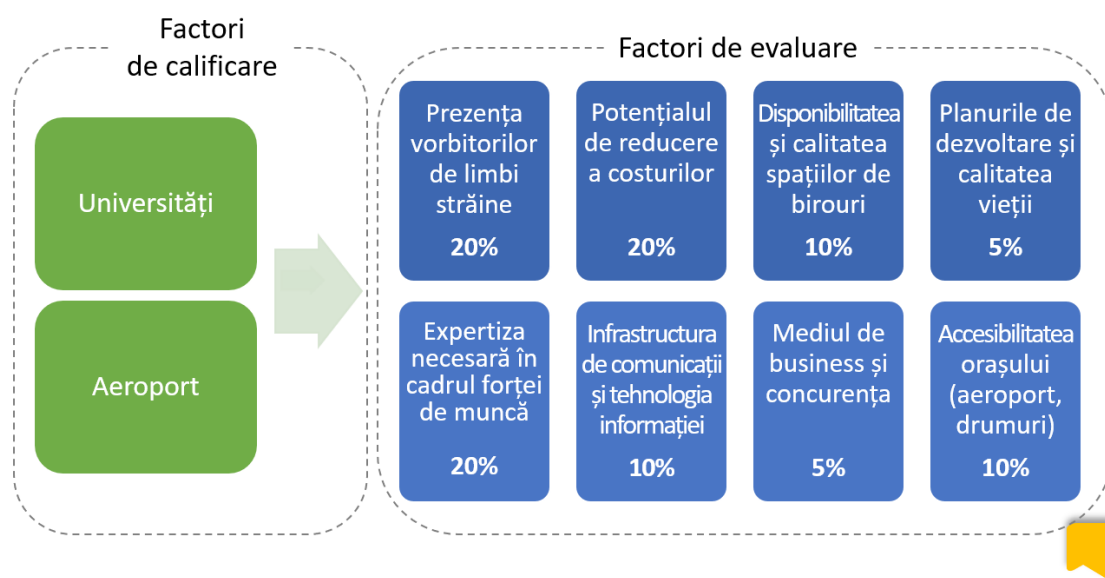 Factori
de calificare
Universități
Aeroport
Factori de evaluare
Prezența
vorbitorilor
de limbi
străine
20%
Potențialul
de reducere
a costurilor
20%
Disponibilitatea
și calitatea
spațiilor de
birouri
10%
Planurile de
dezvoltare și
calitatea
vieții
5%
Expertiza
necesară în
cadrul forței
de muncă
20%
Infrastructura
de comunicații
și tehnologia
informației
10%
Mediul de
business și
concurența
5%
Accesibilitatea
orașului
(aeroport,
drumuri)
10%